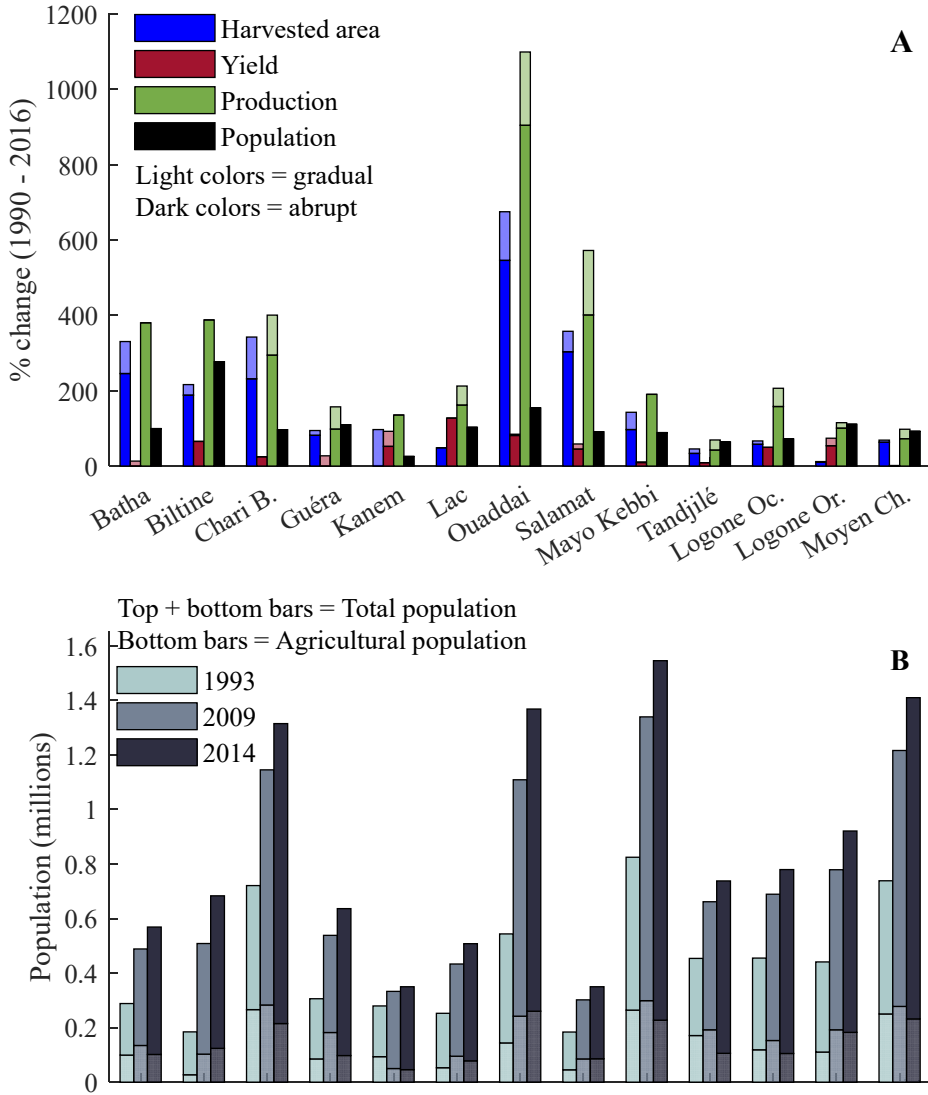 1200
1000
800
600
400
200
0
% change (1990 - 2016)
Harvested area
Yield
Production
Population
Light colors = gradual
Dark colors = abrupt
A
Batha
Biltine
Chari B.
Guéra
Kanem
Lac
Ouaddai
Salamat
Mayo Kebbi
Tandjilé
Logone Oc.
Logone Or.
Moyen Ch.
Top + bottom bars = Total population
Bottom bars = Agricultural population
1.6
1.4
1.2
1
0.8
0.6
0.4
0.2
0
Population (millions)
1993
2009
2014
B